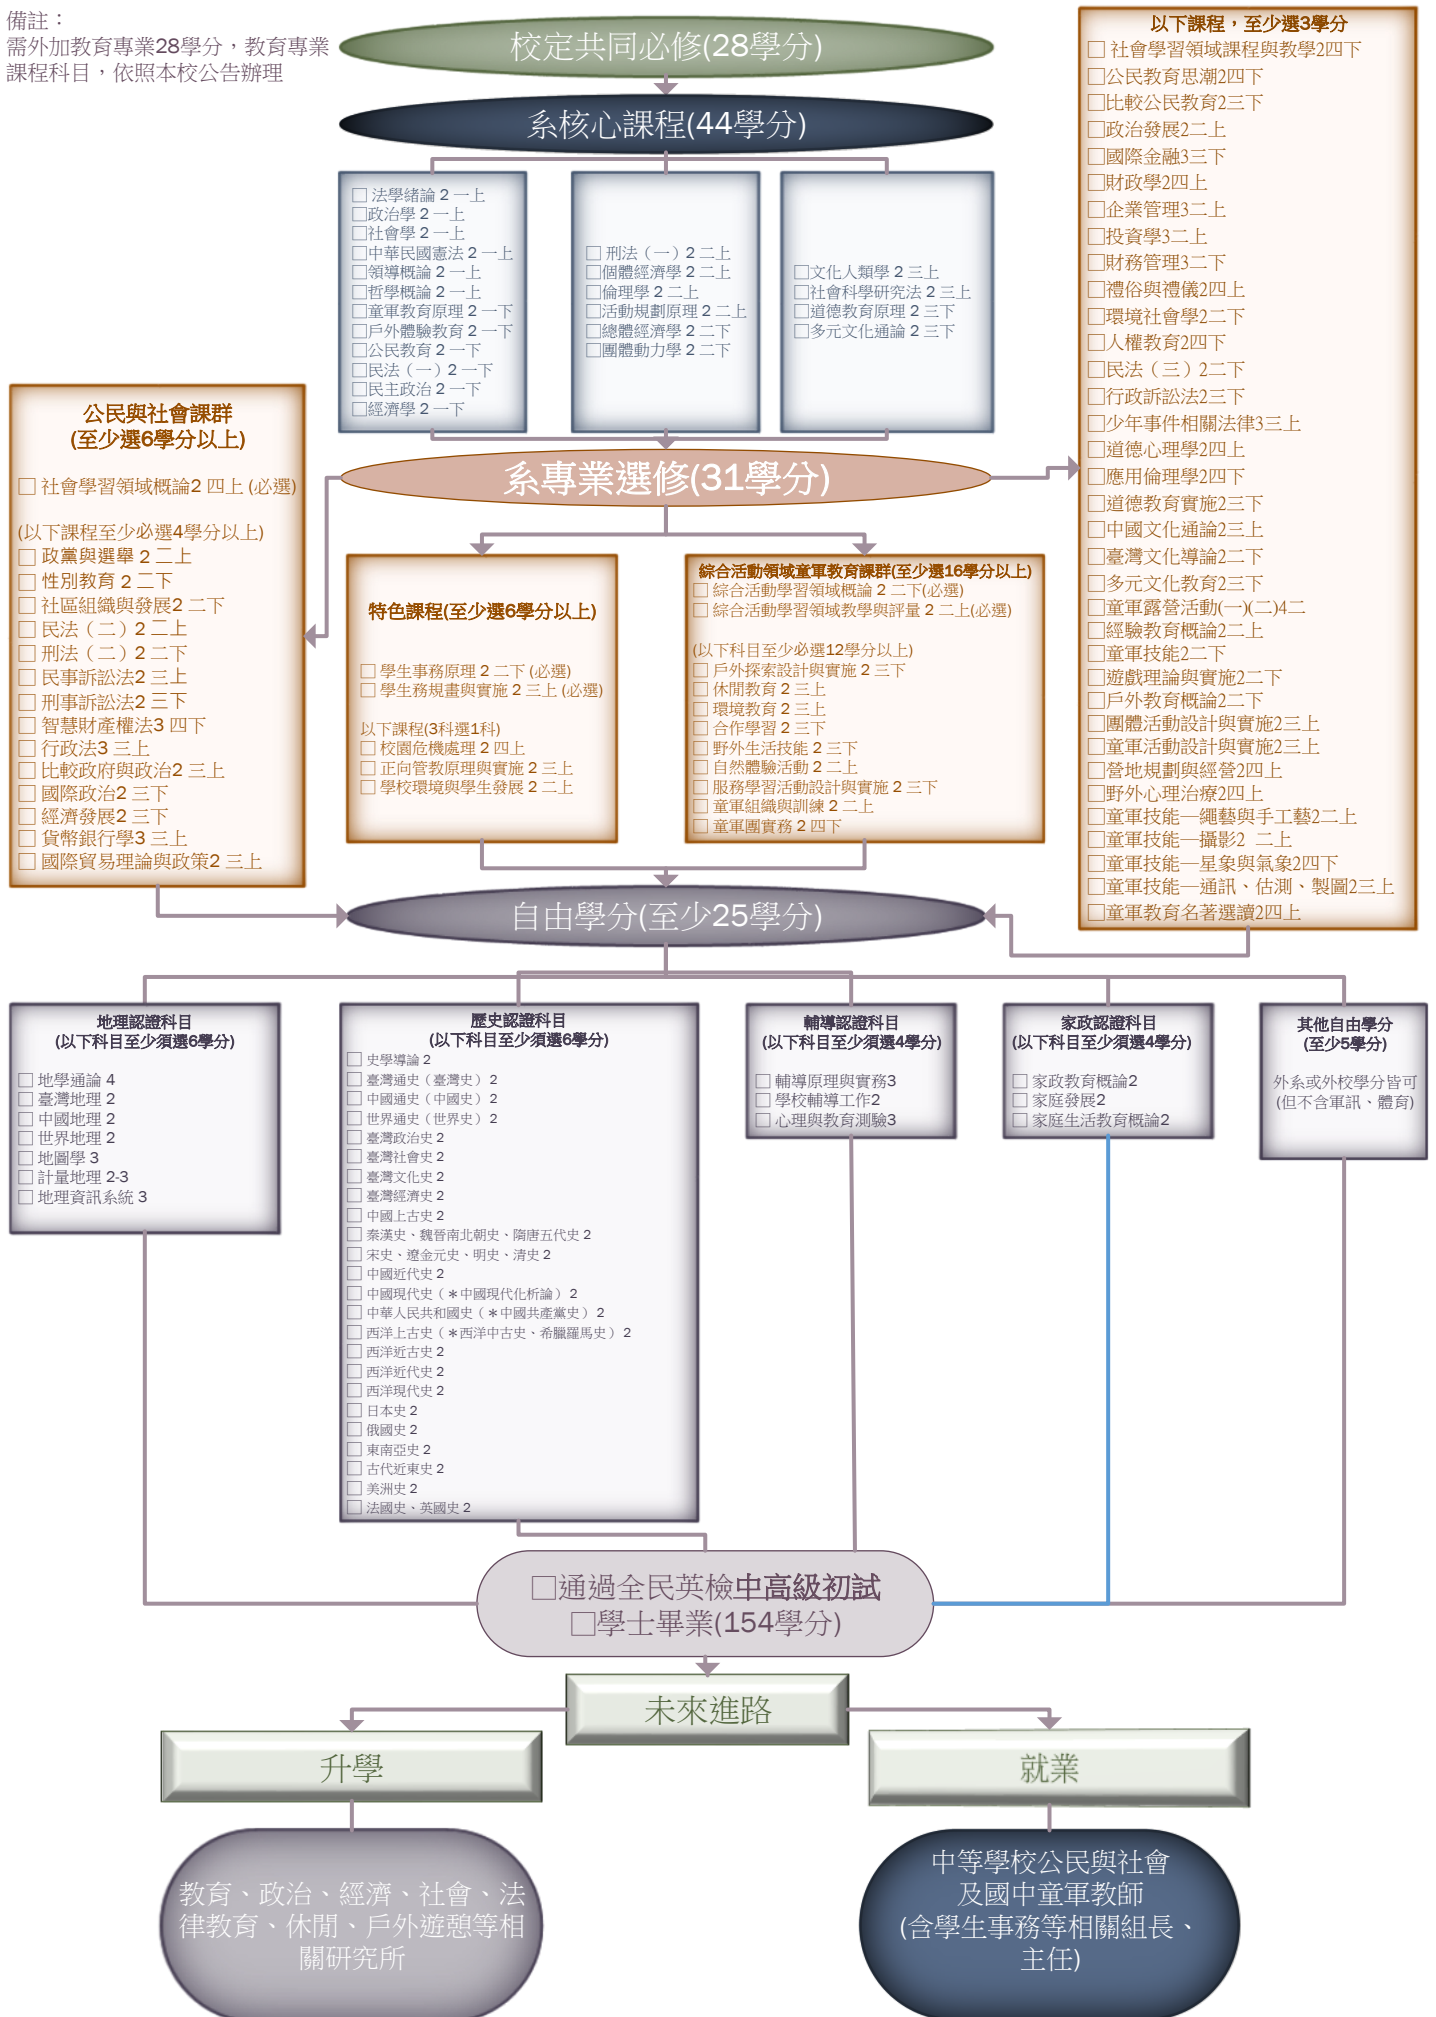 備註：
需外加教育專業28學分，教育專業
課程科目，依照本校公告辦理
校定共同必修(28學分)
系核心課程(44學分)
□ 法學緒論 2 一上
□政治學 2 一上
□社會學 2 一上
□中華民國憲法 2 一上
□領導概論 2 一上
□哲學概論 2 一上
□童軍教育原理 2 一下
□戶外體驗教育 2 一下
□公民教育 2 一下
□民法（一）2 一下
□民主政治 2 一下
□經濟學 2 一下
□ 刑法（一）2 二上
□個體經濟學 2 二上
□倫理學 2 二上
□活動規劃原理 2 二上
□總體經濟學 2 二下
□團體動力學 2 二下
□文化人類學 2 三上
□社會科學研究法 2 三上
□道德教育原理 2 三下
□多元文化通論 2 三下
系專業選修(31學分)
公民與社會課群
(至少選6學分以上)
□ 社會學習領域概論2 四上 (必選)
(以下課程至少必選4學分以上)
□ 政黨與選舉 2 二上
□ 性別教育 2 二下
□ 社區組織與發展2 二下
□ 民法（二）2 二上
□ 刑法（二）2 二下
□ 民事訴訟法2 三上
□ 刑事訴訟法2 三下
□ 智慧財產權法3 四下
□ 行政法3 三上
□ 比較政府與政治2 三上
□ 國際政治2 三下
□ 經濟發展2 三下
□ 貨幣銀行學3 三上
□ 國際貿易理論與政策2 三上
特色課程(至少選6學分以上)
□ 學生事務原理 2 二下 (必選)
□ 學生務規畫與實施 2 三上 (必選)
以下課程(3科選1科)
□ 校園危機處理 2 四上
□ 正向管教原理與實施 2 三上
□ 學校環境與學生發展 2 二上
綜合活動領域童軍教育課群(至少選16學分以上)
□ 綜合活動學習領域概論 2 二下(必選)
□ 綜合活動學習領域教學與評量 2 二上(必選)
(以下科目至少必選12學分以上)
□ 戶外探索設計與實施 2 三下
□ 休閒教育 2 三上
□ 環境教育 2 三上
□ 合作學習 2 三下
□ 野外生活技能 2 三下
□ 自然體驗活動 2 二上
□ 服務學習活動設計與實施 2 三下
□ 童軍組織與訓練 2 二上
□ 童軍團實務 2 四下
以下課程，至少選3學分
□ 社會學習領域課程與教學2四下
□公民教育思潮2四下
□比較公民教育2三下
□政治發展2二上
□國際金融3三下
□財政學2四上
□企業管理3二上
□投資學3二上
□財務管理3二下
□禮俗與禮儀2四上
□環境社會學2二下
□人權教育2四下
□民法（三）2二下
□行政訴訟法2三下
□少年事件相關法律3三上
□道德心理學2四上
□應用倫理學2四下
□道德教育實施2三下
□中國文化通論2三上
□臺灣文化導論2二下
□多元文化教育2三下
□童軍露營活動(一)(二)4二
□經驗教育概論2二上
□童軍技能2二下
□遊戲理論與實施2二下
□戶外教育概論2二下
□團體活動設計與實施2三上
□童軍活動設計與實施2三上
□營地規劃與經營2四上
□野外心理治療2四上
□童軍技能—繩藝與手工藝2二上
□童軍技能—攝影2 二上
□童軍技能—星象與氣象2四下
□童軍技能—通訊、估測、製圖2三上
□童軍教育名著選讀2四上
自由學分(至少25學分)
地理認證科目
(以下科目至少須選6學分)
□ 地學通論 4
□ 臺灣地理 2
□ 中國地理 2
□ 世界地理 2
□ 地圖學 3
□ 計量地理 2-3
□ 地理資訊系統 3
歷史認證科目
(以下科目至少須選6學分)
□ 史學導論 2
□ 臺灣通史（臺灣史）2
□ 中國通史（中國史）2
□ 世界通史（世界史）2
□ 臺灣政治史 2
□ 臺灣社會史 2
□ 臺灣文化史 2
□ 臺灣經濟史 2
□ 中國上古史 2
□ 秦漢史、魏晉南北朝史、隋唐五代史 2
□ 宋史、遼金元史、明史、清史 2
□ 中國近代史 2
□ 中國現代史（＊中國現代化析論）2
□ 中華人民共和國史（＊中國共產黨史）2
□ 西洋上古史（＊西洋中古史、希臘羅馬史）2
□ 西洋近古史 2
□ 西洋近代史 2
□ 西洋現代史 2
□ 日本史 2
□ 俄國史 2
□ 東南亞史 2
□ 古代近東史 2
□ 美洲史 2
□ 法國史、英國史 2
輔導認證科目
(以下科目至少須選4學分)
□ 輔導原理與實務3
□ 學校輔導工作2
□ 心理與教育測驗3
家政認證科目
(以下科目至少須選4學分)
□ 家政教育概論2
□ 家庭發展2
□ 家庭生活教育概論2
其他自由學分
(至少5學分)
外系或外校學分皆可
(但不含軍訊、體育)
□通過全民英檢中高級初試
□學士畢業(154學分)
未來進路
升學
就業
教育、政治、經濟、社會、法
律教育、休閒、戶外遊憩等相
關研究所
中等學校公民與社會
及國中童軍教師
(含學生事務等相關組長、
主任)